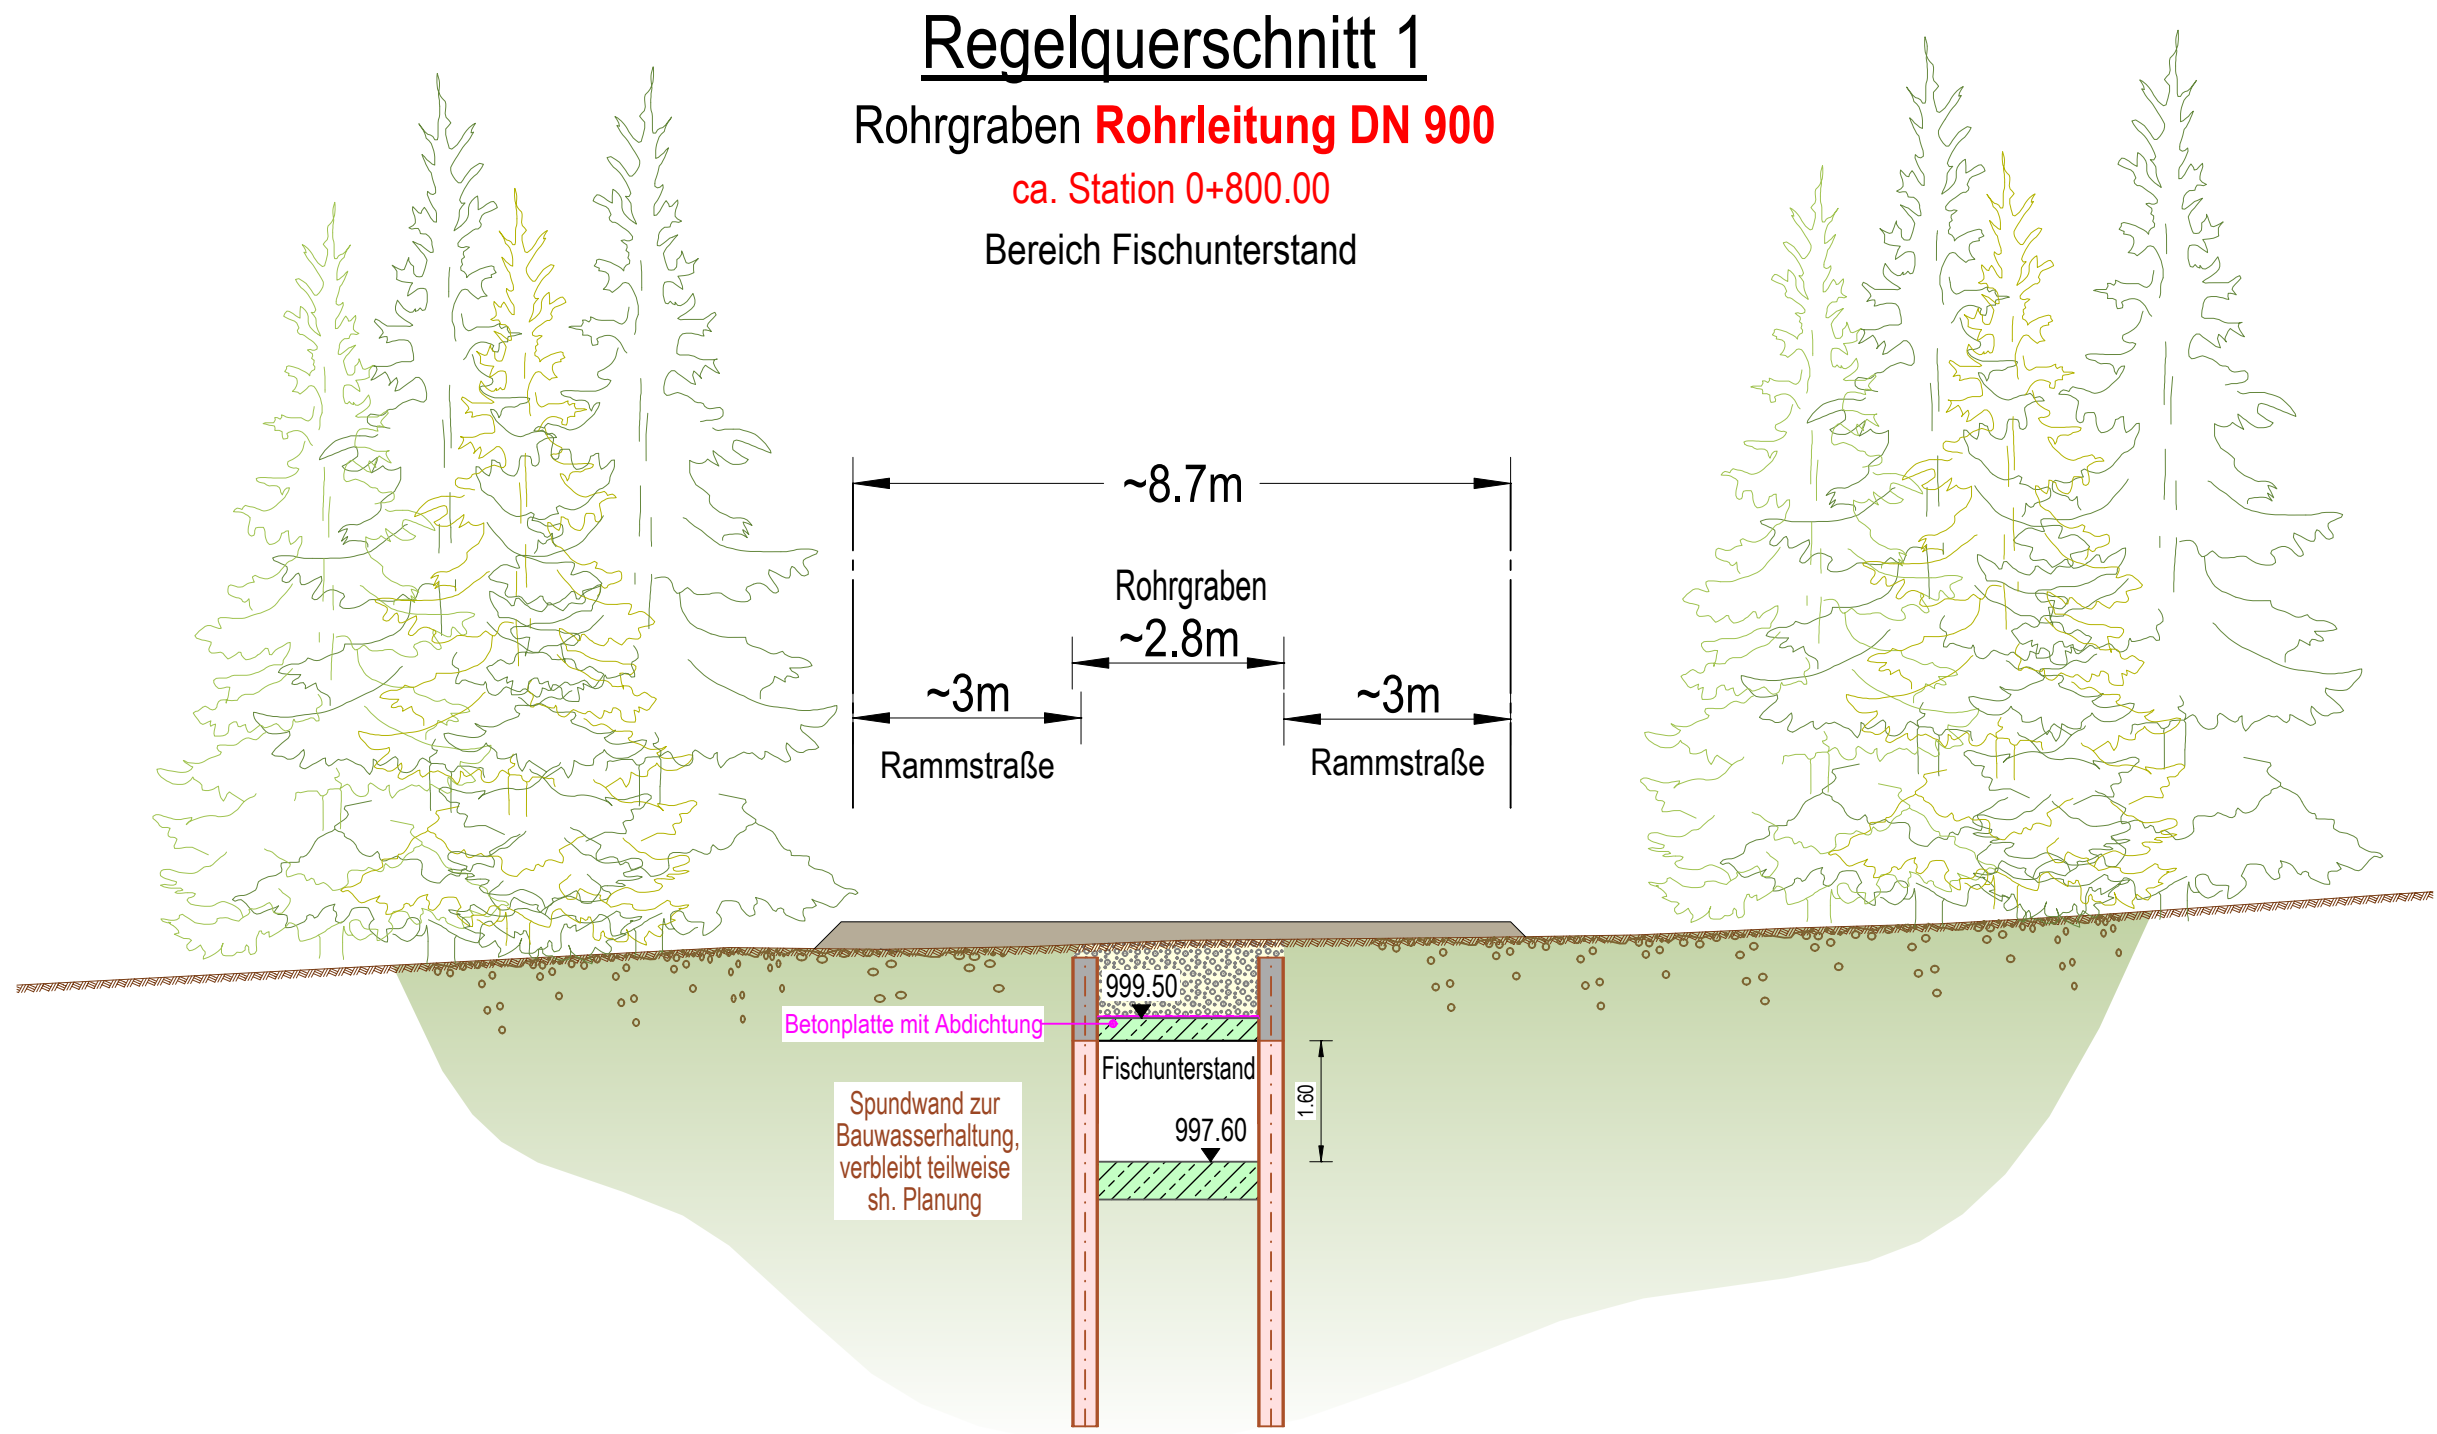 Regelquerschnitt 1
Rohrgraben Rohrleitung DN 900
ca. Station 0+800.00
Bereich Fischunterstand
~8.7m
Rohrgraben
~2.8m
~3m
~3m
Rammstraße
Rammstraße
999.50
Betonplatte mit Abdichtung
Fischunterstand
1.60
Spundwand zur
Bauwasserhaltung,
verbleibt teilweise
sh. Planung
997.60